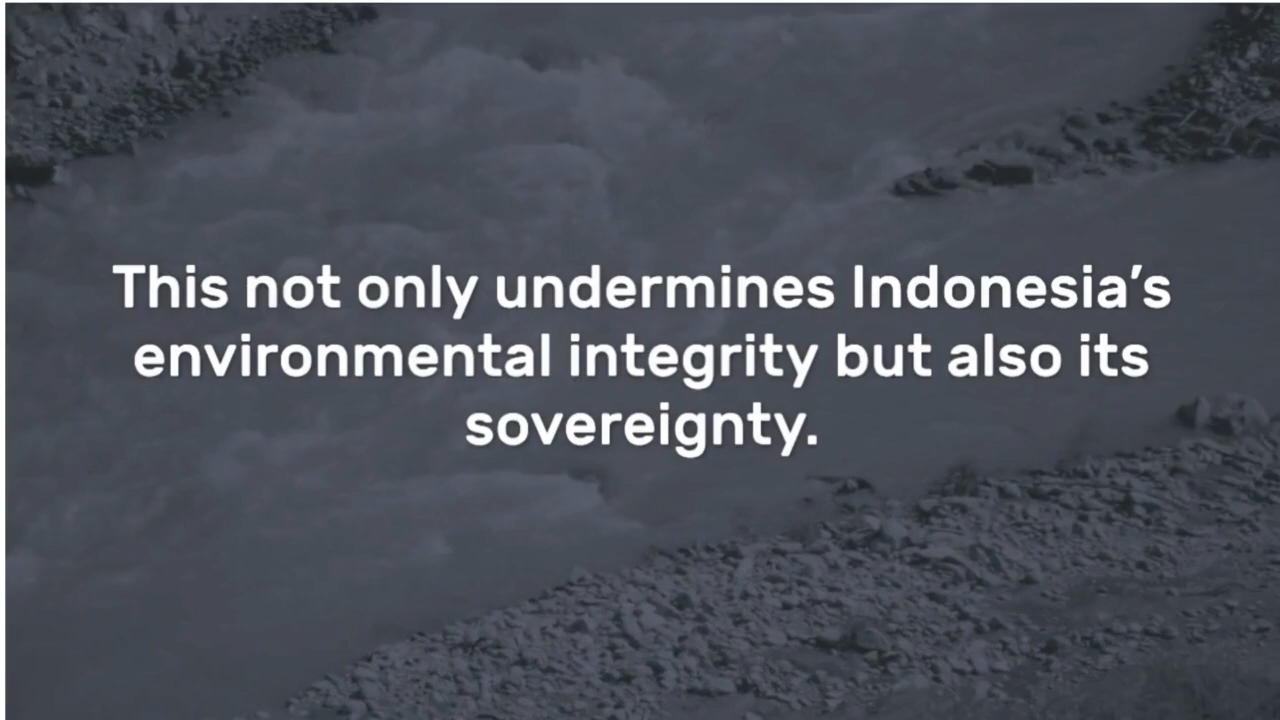 This not only undermines Indonesia’s
environmental integrity but also its
sovereignty.